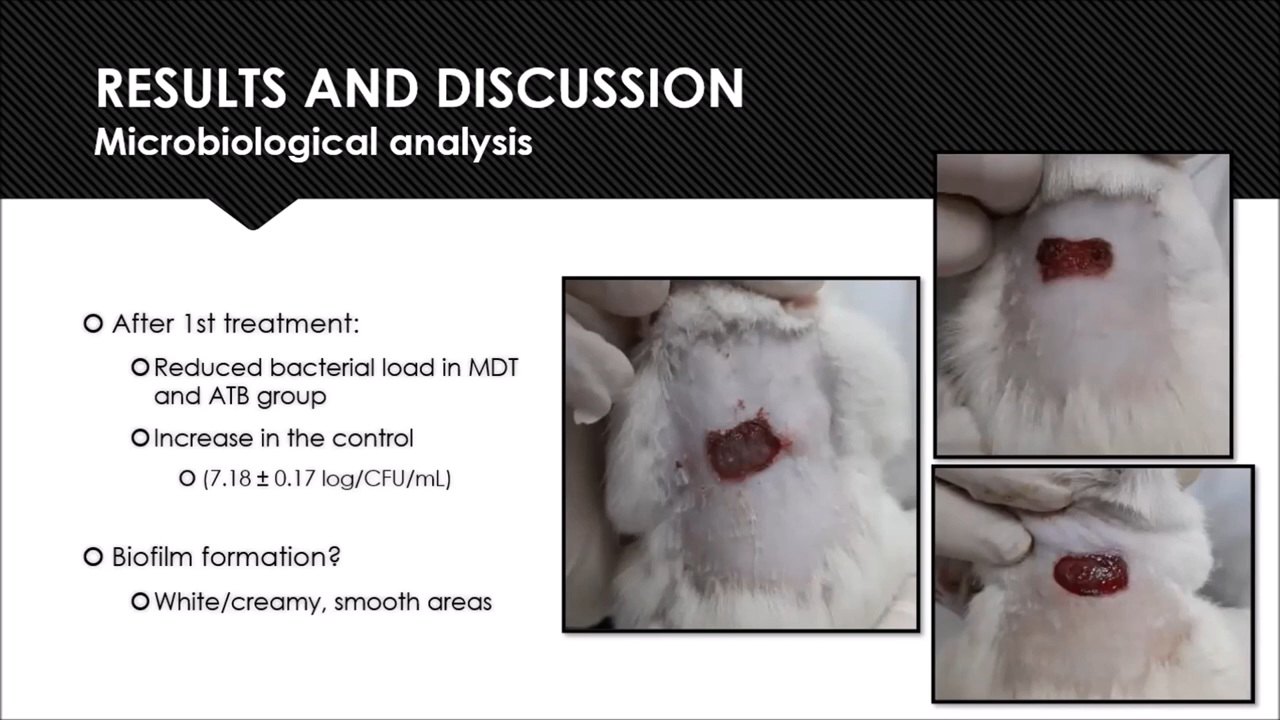 RESULTS AND DISCUSSION
Microbiological analysis
After 1st treatment:
Reduced bacterial load in MDT
and ATB group
Increase in the control
(7.18 ± 0.17 log/CFU/mL)
Biofilm formation?
White/creamy, smooth areas